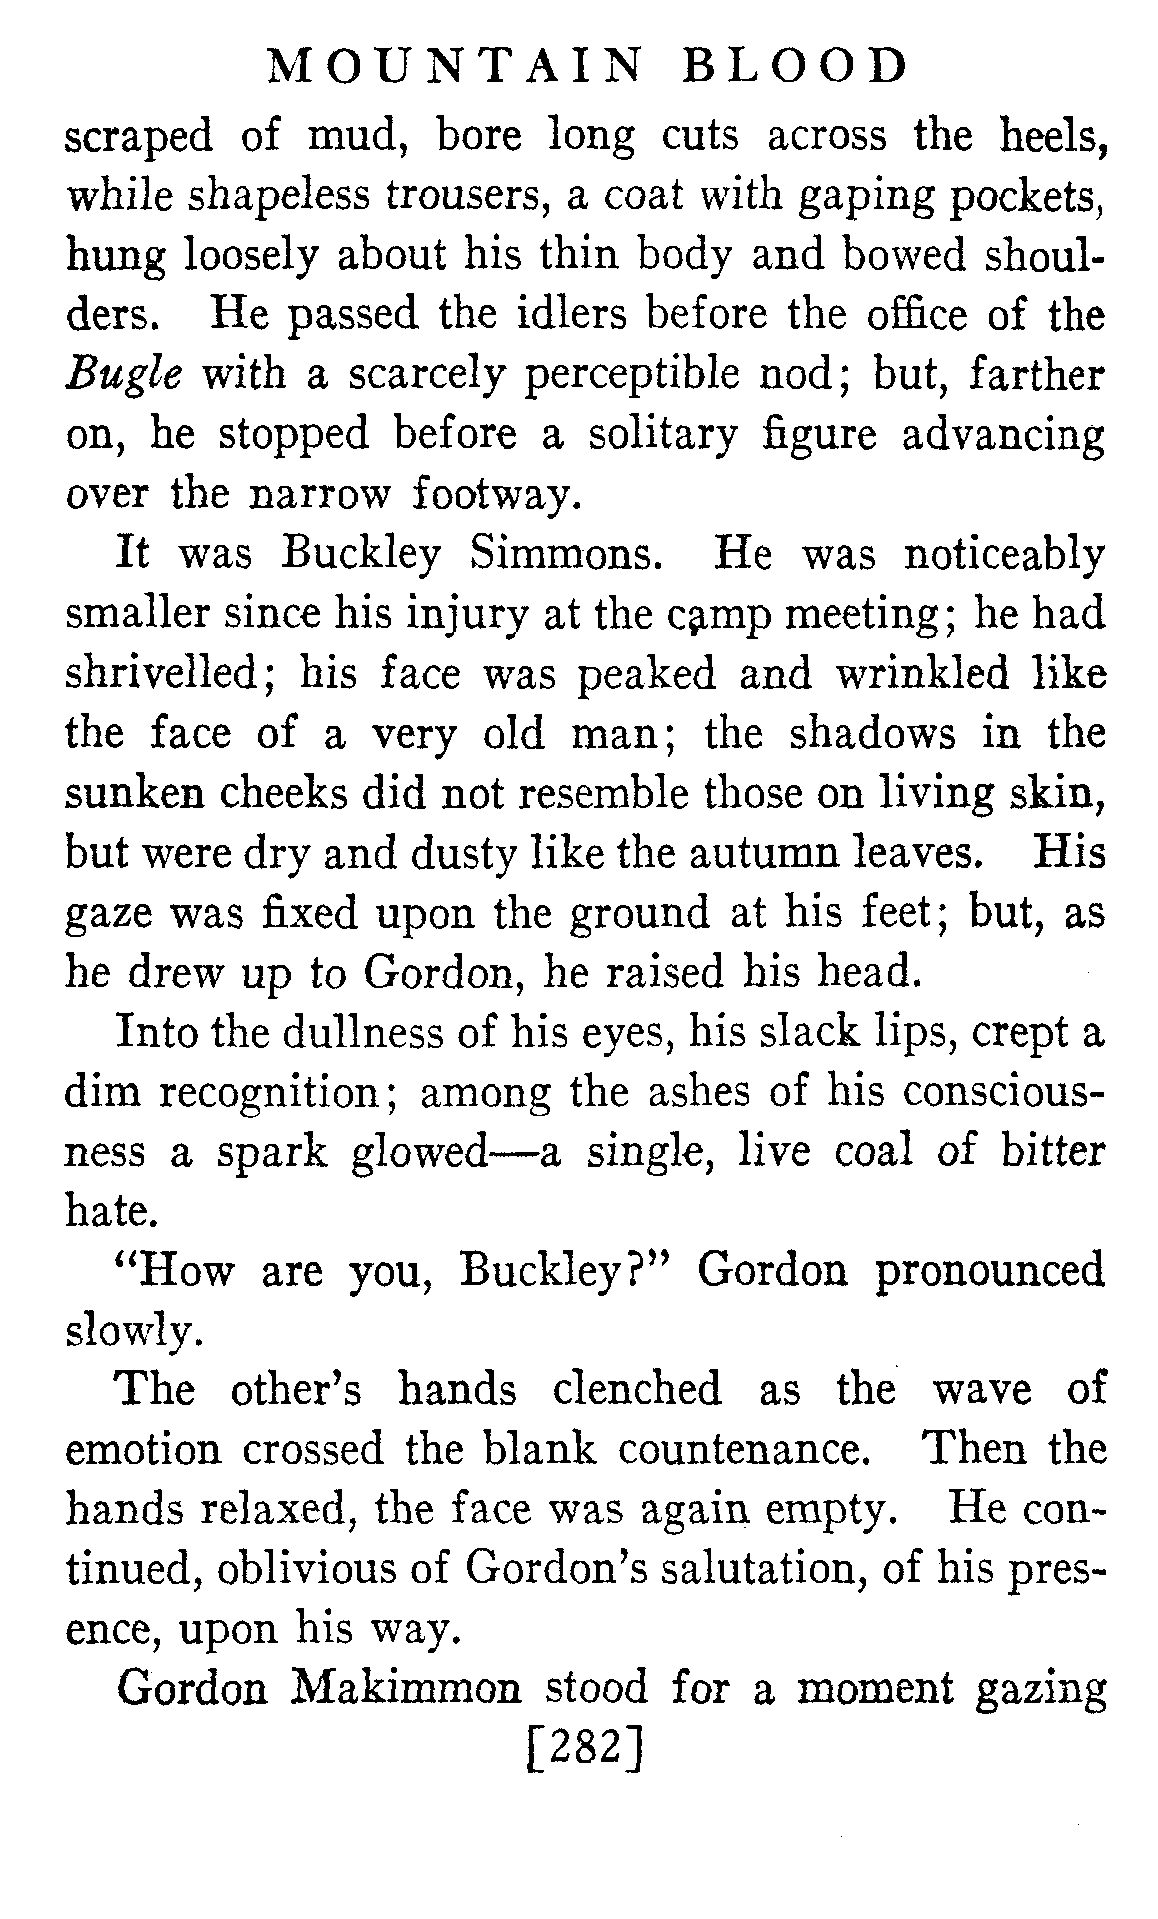 MOUNTAIN BLOOD
scraped of mud, bore long cuts across the heels,
while shapeless trousers, a coat with gaping pockets,
hung loosely about his thin body and bowed shoul-
ders. He passed the idlers before the office of the
Bugle with a scarcely perceptible nod; but, farther
on, he stopped before a solitary figure advancing
over the narrow footway.
It was Buckley Simmons. He was noticeably
smaller since his injury at the camp meeting; he had
shrivelled; his face was peaked and wrinkled like
the face of a very old man; the shadows in the
sunken cheeks did not resemble those on living skin,
but were dry and dusty like the autumn leaves. His
gaze was fixed upon the ground at his feet; but, as
he drew up to Gordon, he raised his head.
Into the dullness of his eyes, his slack lips, crept a
dim recognition; among the ashes of his conscious-
ness a spark glowed—a single, live coal of bitter
hate.
“How are you, Buckley?” Gordon pronounced
slowly.
The other’s hands clenched as the wave of
emotion crossed the blank countenance. Then the
hands relaxed, the face was again empty. He con-
tinued, oblivious of Gordon’s salutation, of his pres-
ence, upon his way.
Gordon Makimmon stood for a moment gazing
[282]